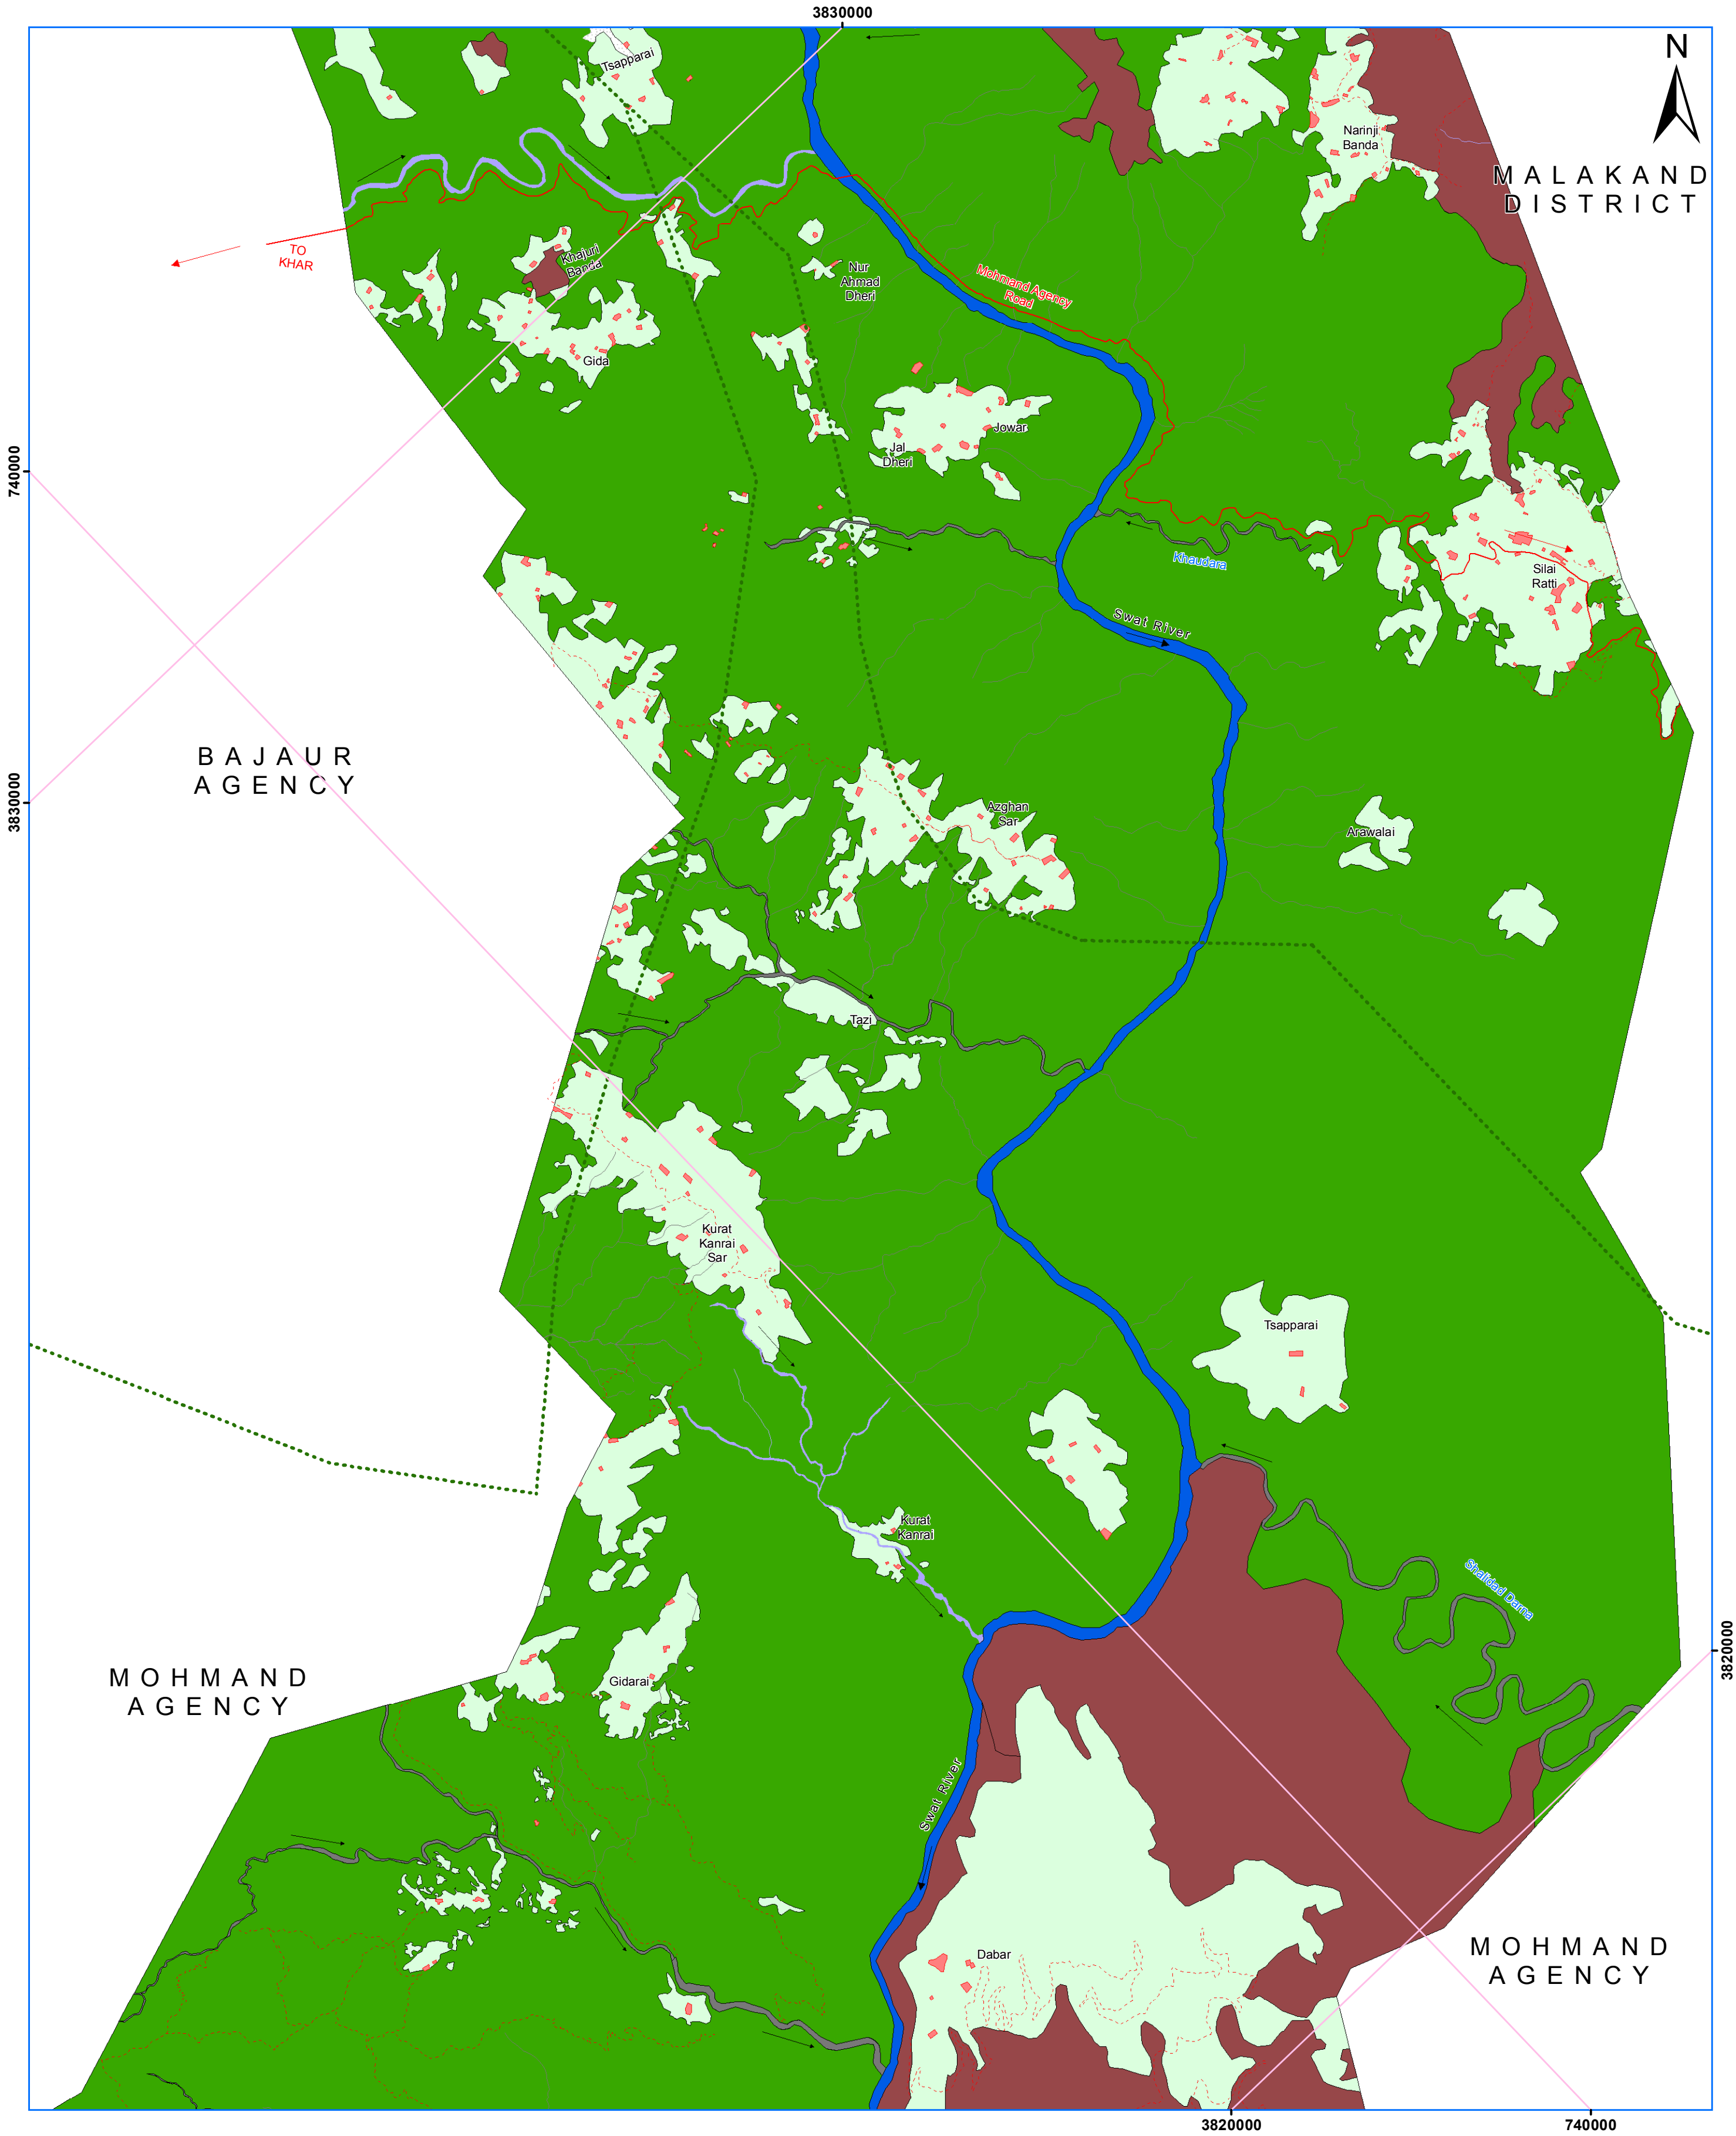 3830000
N
Tsapparai
Narinji
Banda
MALAKAND
DISTRICT
TO
KHAR
Khajuri
Banda
Nur
Ahmad
Dheri
Mohmand Agency
Road
Gida
Jowar
Jal
Dheri
740000
Khaudara
Silai
Ratti
Swat River
BAJAUR
AGENCY
3830000
Azghan
Sar
Arawalai
Tazi
Kurat
Kanrai
Sar
Tsapparai
Kurat
Kanrai
Shalidad Darna
3820000
MOHMAND
AGENCY
Gidarai
Swat River
Dabar
MOHMAND
AGENCY
3820000
740000